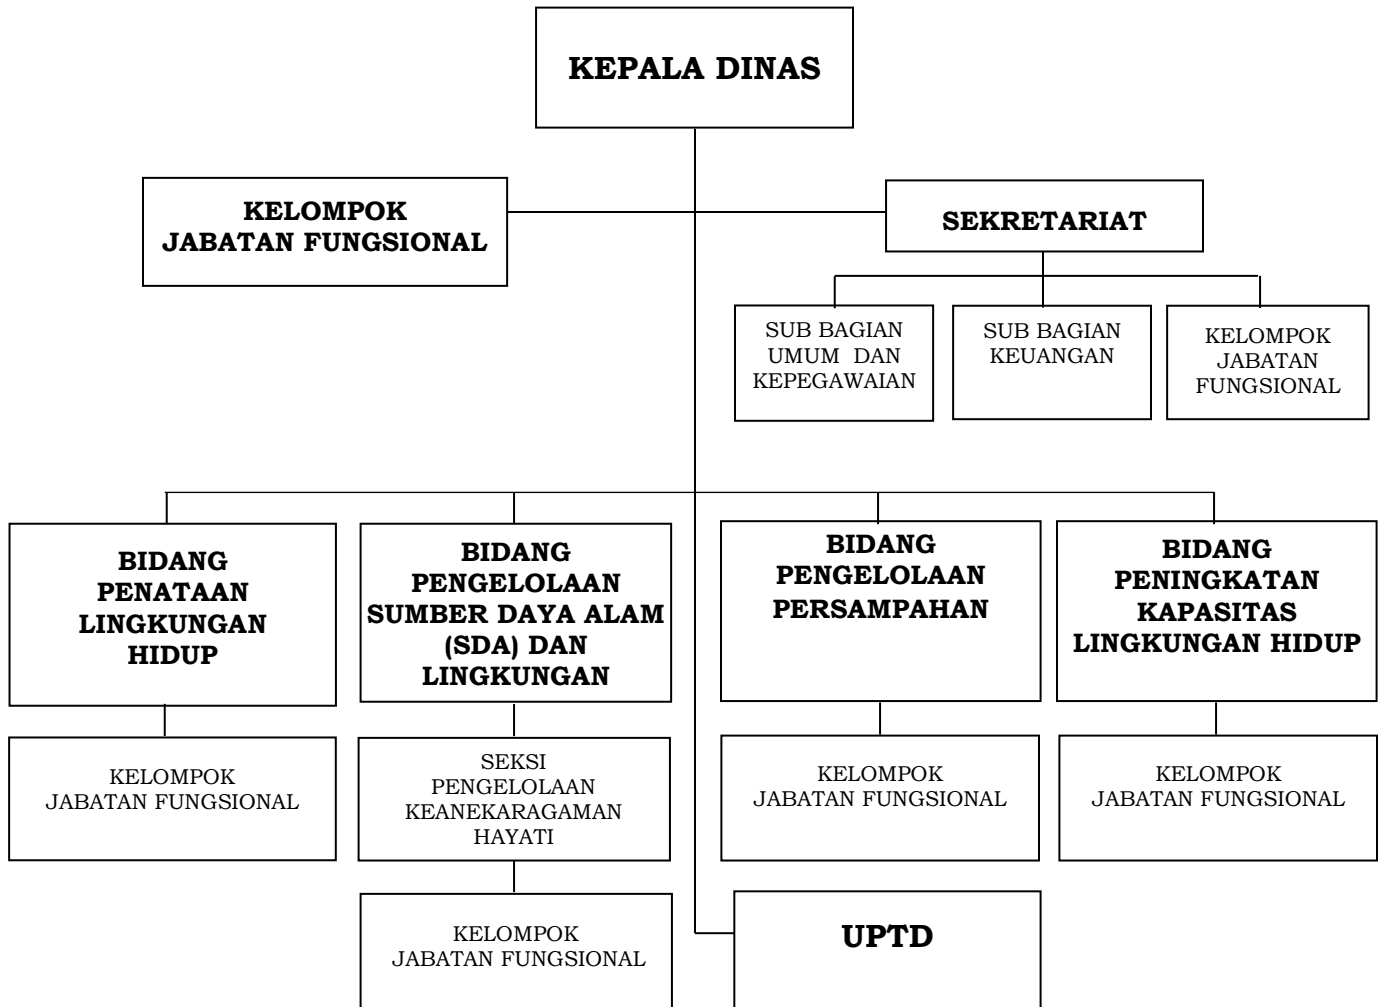 KEPALA DINAS
KELOMPOK
JABATAN FUNGSIONAL
SEKRETARIAT
SUB BAGIAN
UMUM DAN
KEPEGAWAIAN
SUB BAGIAN
KEUANGAN
KELOMPOK
JABATAN
FUNGSIONAL
BIDANG
PENATAAN
LINGKUNGAN
HIDUP
BIDANG
PENGELOLAAN
SUMBER DAYA ALAM
(SDA) DAN
LINGKUNGAN
BIDANG
PENGELOLAAN
PERSAMPAHAN
BIDANG
PENINGKATAN
KAPASITAS
LINGKUNGAN HIDUP
KELOMPOK
JABATAN FUNGSIONAL
SEKSI
PENGELOLAAN
KEANEKARAGAMAN
HAYATI
KELOMPOK
JABATAN FUNGSIONAL
KELOMPOK
JABATAN FUNGSIONAL
KELOMPOK
JABATAN FUNGSIONAL
UPTD